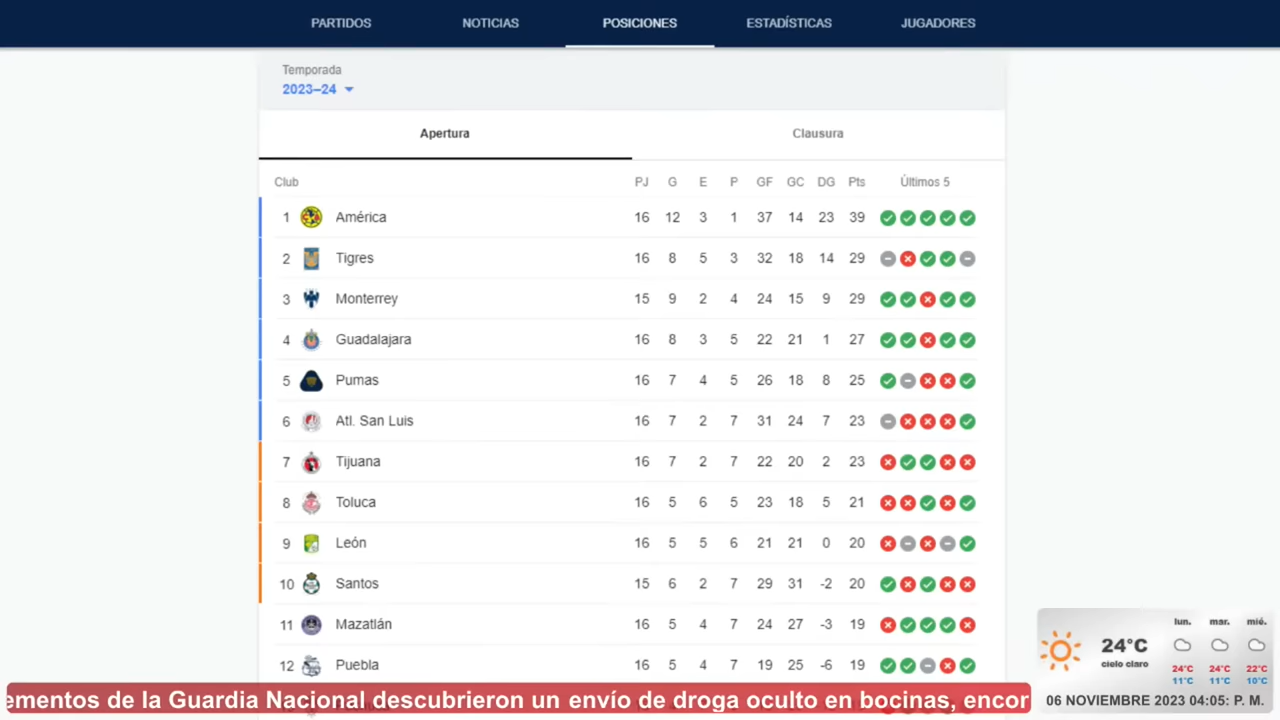 PARTIDOS NOTICIAS POSICIONES ESTADÍSTICAS JUGADORES
Temporada
2023–24
Apertura Clausura
Club PJ G E P GF GC DG Pts Últimos 5
1 América 16 12 3 1 37 14 23 39
2 Tigres 16 8 5 3 32 18 14 29
3 Monterrey 15 9 2 4 24 15 9 29
4 Guadalajara 16 8 3 5 22 21 1 27
5 Pumas 16 7 4 5 26 18 8 25
6 Atl. San Luis 16 7 2 7 31 24 7 23
7 Tijuana 16 7 2 7 22 20 2 23
8 Toluca 16 5 6 5 23 18 5 21
9 León 16 5 5 6 21 21 0 20
10 Santos 15 6 2 7 29 31 -2 20
11 Mazatlán 16 5 4 7 24 27 -3 19
12 Puebla 16 5 4 7 19 25 -6 19
lun. mar. mié.
24°C
cielo claro
24°C 24°C 22°C
11°C 11°C 10°C
06 NOVIEMBRE 2023 04:05: P. M.
ementos de la Guardia Nacional descubrieron un envío de droga oculto en bocinas, encor